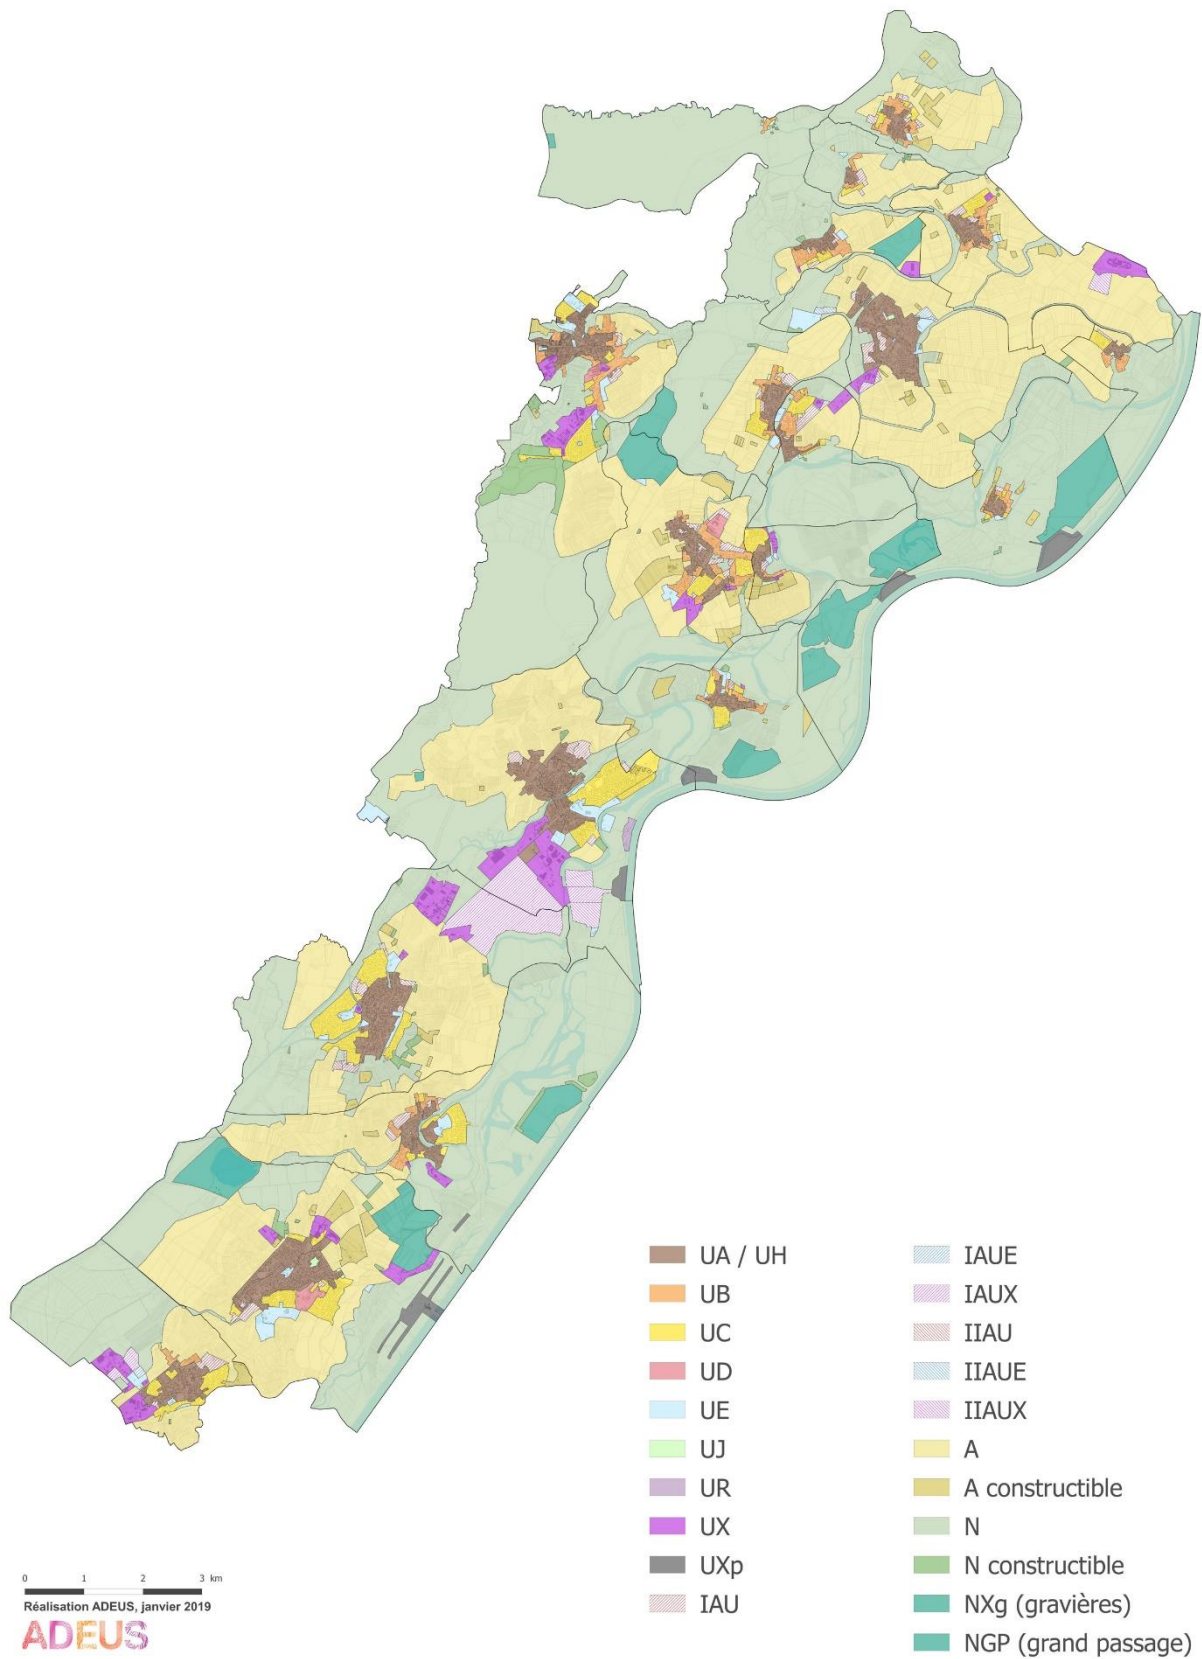 UA / UH
UB
UC
UD
UE
UJ
UR
UX
UXp
IAU
IAUE
IAUX
IIAU
IIAUE
IIAUX
A
A constructible
N
N constructible
NXg (gravières)
NGP (grand passage)
0 1 2 3 km
Réalisation ADEUS, janvier 2019
ADEUS